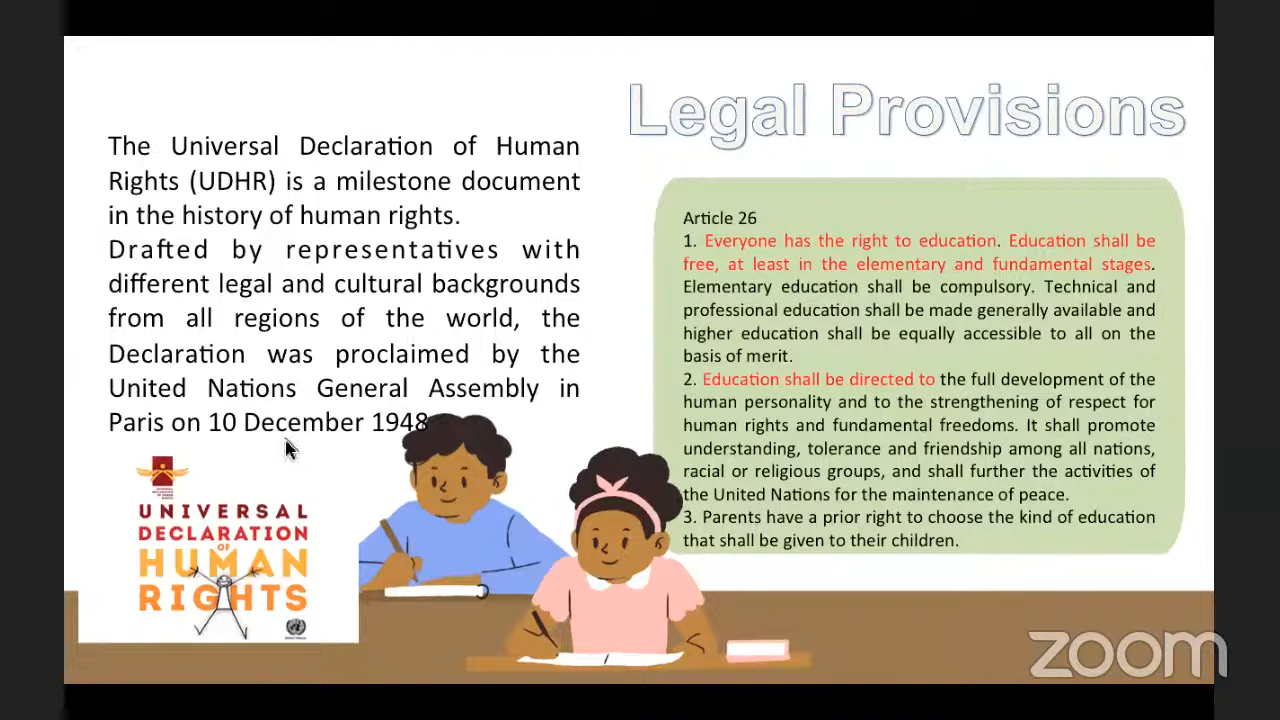 Legal Provisions
The Universal Declaration of Human
Rights (UDHR) is a milestone document
in the history of human rights.
Drafted by representatives with
different legal and cultural backgrounds
from all regions of the world, the
Declaration was proclaimed by the
United Nations General Assembly in
Paris on 10 December 1948
UNIVERSAL
DECLARATION
OF
HUMAN
RIGHTS
Article 26
1. Everyone has the right to education. Education shall be
free, at least in the elementary and fundamental stages.
Elementary education shall be compulsory. Technical and
professional education shall be made generally available and
higher education shall be equally accessible to all on the
basis of merit.
2. Education shall be directed to the full development of the
human personality and to the strengthening of respect for
human rights and fundamental freedoms. It shall promote
understanding, tolerance and friendship among all nations,
racial or religious groups, and shall further the activities of
the United Nations for the maintenance of peace.
3. Parents have a prior right to choose the kind of education
that shall be given to their children.
zoom